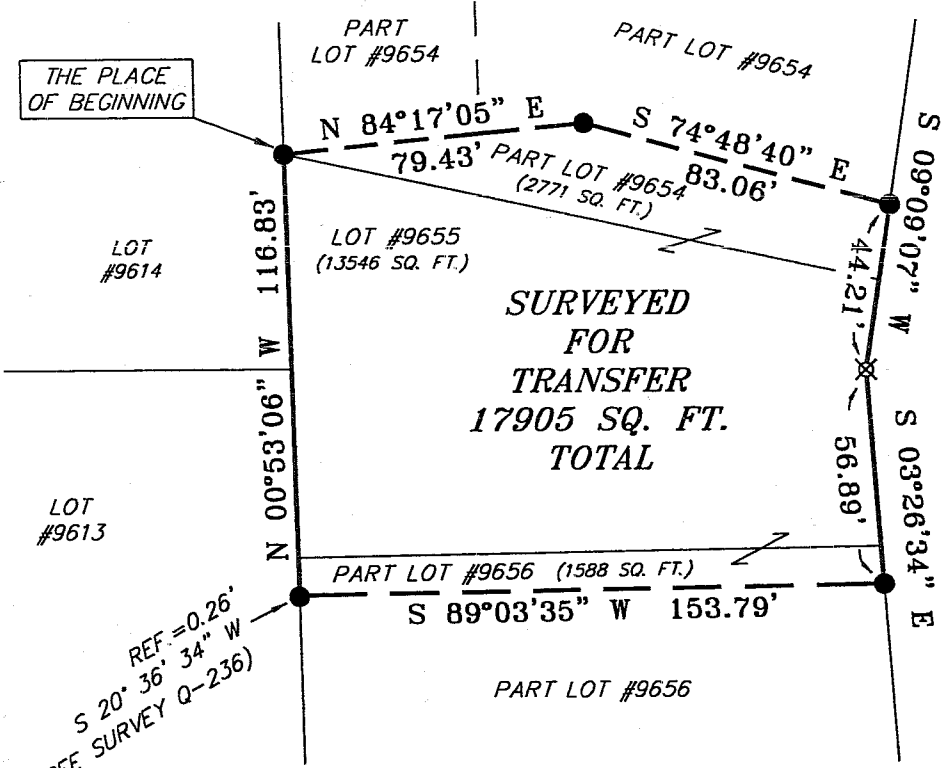 PART
LOT #9654
PART LOT #9654
THE PLACE
OF BEGINNING
N 84°17'05" E
79.43'
S 74°48'40" E
83.06'
PART LOT #9654
(2771 SQ. FT.)
S 09°09'07" W
44.21'
116.83'
N 00°53'06" W
LOT #9655
(13546 SQ. FT.)
LOT
#9614
SURVEYED
FOR
TRANSFER
17905 SQ. FT.
TOTAL
S 03°26'34" E
56.89'
LOT
#9613
PART LOT #9656 (1588 SQ. FT.)
S 89°03'35" W 153.79'
REF.=0.26'
S 20° 36' 34" W
SURVEY Q-236)
PART LOT #9656